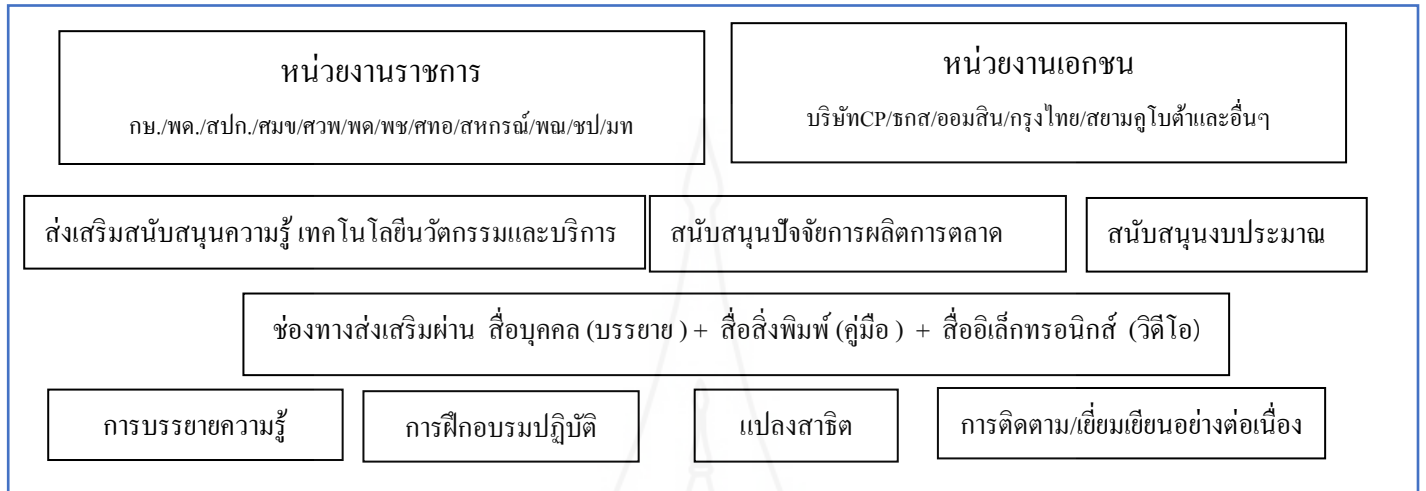 หน่วยงานราชการ
กษ./พด./สปก./ศมข/ศวพ/พด/พช/ศทอ/สหกรณ์/พณ/ชป/มท
หน่วยงานเอกชน
บริษัทCP/ธกส/ออมสิน/กรุงไทย/สยามคูโบต้าและอื่นๆ
ส่งเสริมสนับสนุนความรู้ เทคโนโลยีนวัตกรรมและบริการ
สนับสนุนปัจจัยการผลิตการตลาด
สนับสนุนงบประมาณ
ช่องทางส่งเสริมผ่าน สื่อบุคคล (บรรยาย ) + สื่อสิ่งพิมพ์ (คู่มือ ) + สื่ออิเล็กทรอนิกส์ (วิดีโอ)
การบรรยายความรู้
การฝึกอบรมปฏิบัติ
แปลงสาธิต
การติดตาม/เยี่ยมเยียนอย่างต่อเนื่อง